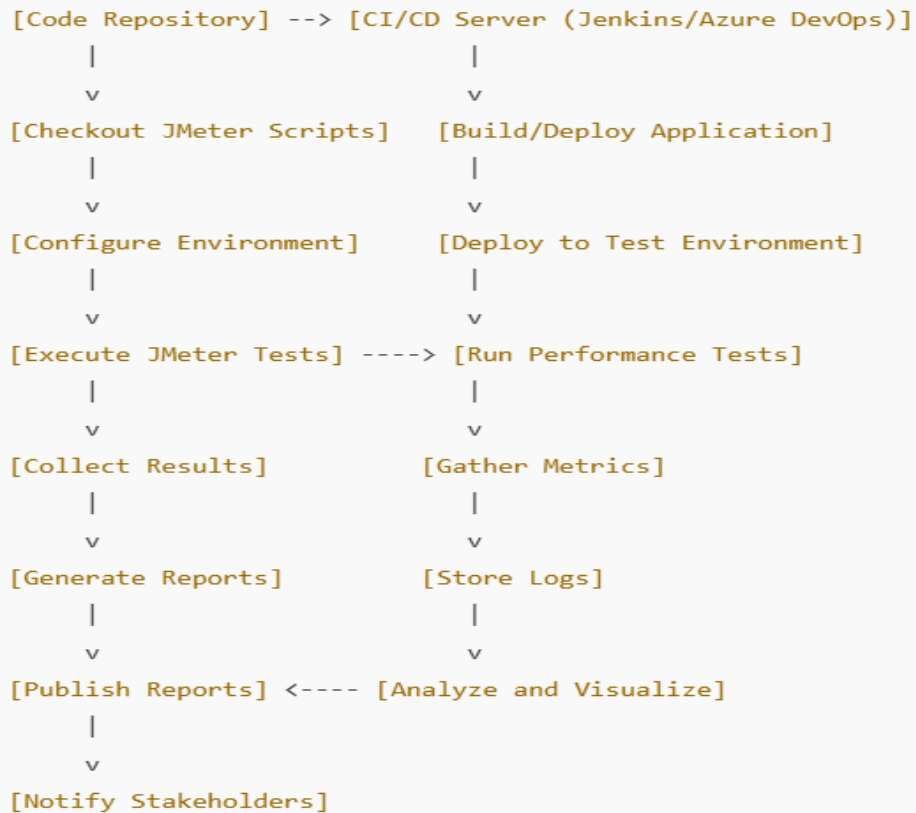 [Code Repository] --> [CI/CD Server (Jenkins/Azure DevOps)]
| |
v v
[Checkout JMeter Scripts] [Build/Deploy Application]
| |
v v
[Configure Environment] [Deploy to Test Environment]
| |
v v
[Execute JMeter Tests] ----> [Run Performance Tests]
| |
v v
[Collect Results] [Gather Metrics]
| |
v v
[Generate Reports] [Store Logs]
| |
v v
[Publish Reports] <---- [Analyze and Visualize]
|
v
[Notify Stakeholders]